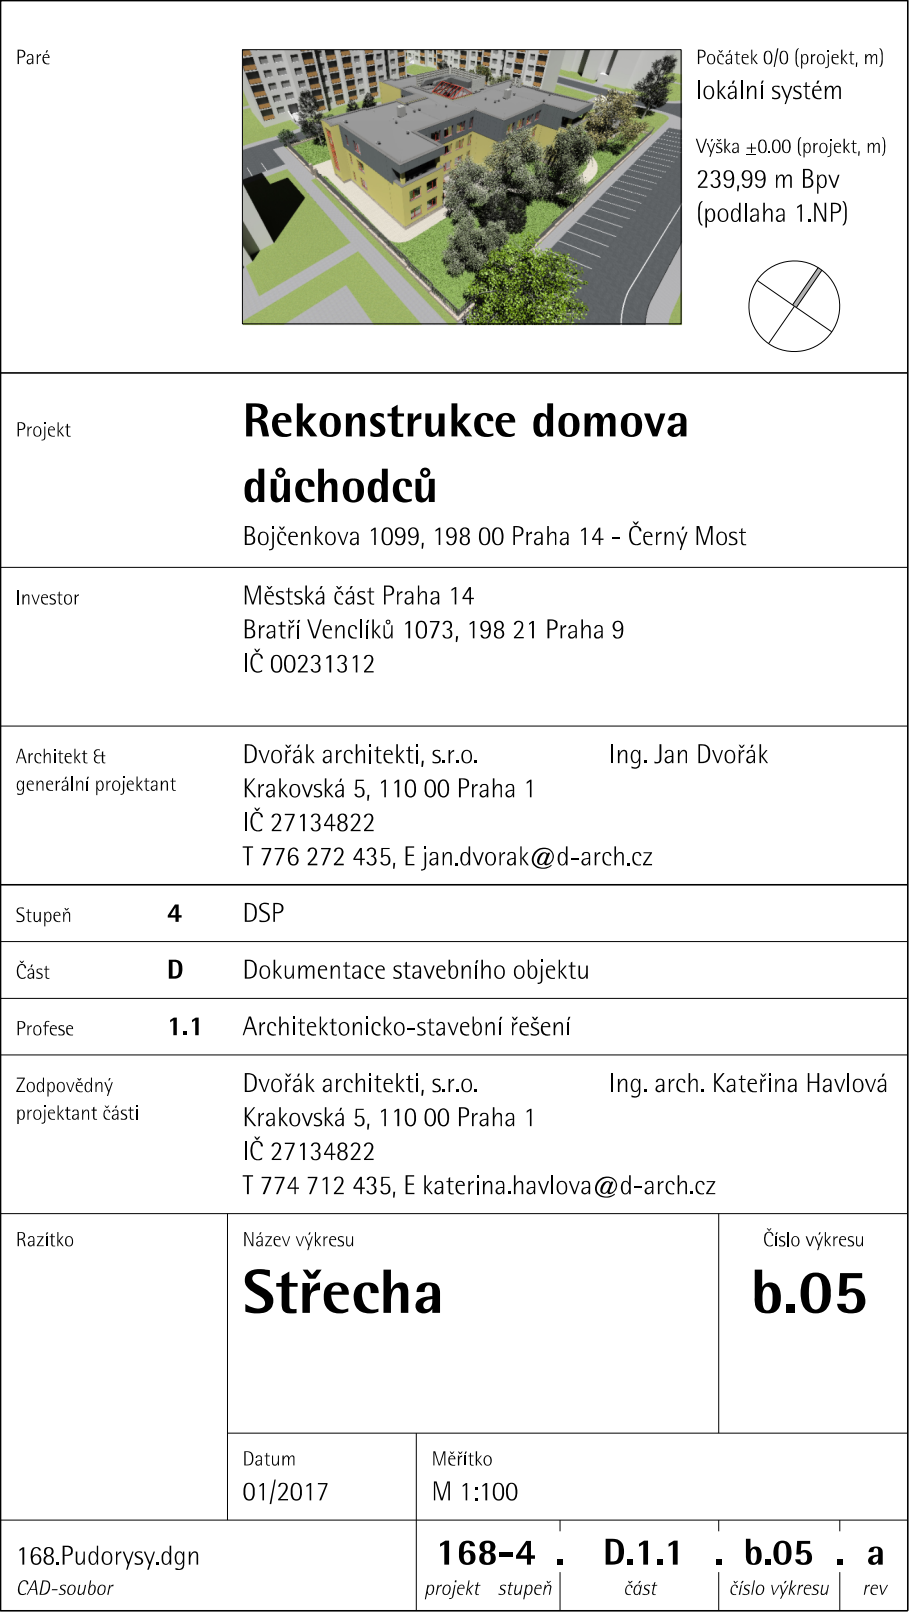 Paré
Počátek 0/0 (projekt, m)
lokální systém
Výška ±0.00 (projekt, m)
239,99 m Bpv
(podlaha 1.NP)
Projekt
Rekonstrukce domova
důchodců
Bojčenkova 1099, 198 00 Praha 14 - Černý Most
Investor
Městská část Praha 14
Bratří Venclíků 1073, 198 21 Praha 9
IČ 00231312
Architekt &
generální projektant
Dvořák architekti, s.r.o. Ing. Jan Dvořák
Krakovská 5, 110 00 Praha 1
IČ 27134822
T 776 272 435, E jan.dvorak@d-arch.cz
Stupeň 4 DSP
Část D Dokumentace stavebního objektu
Profese 1.1 Architektonicko-stavební řešení
Zodpovědný
projektant části
Dvořák architekti, s.r.o. Ing. arch. Kateřina Havlová
Krakovská 5, 110 00 Praha 1
IČ 27134822
T 774 712 435, E katerina.havlova@d-arch.cz
Razítko
Název výkresu
Střecha
Číslo výkresu
b.05
Datum
01/2017
Měřítko
M 1:100
168.Pudorysy.dgn
CAD-soubor
168-4 . D.1.1 . b.05 . a
projekt stupeň část číslo výkresu rev